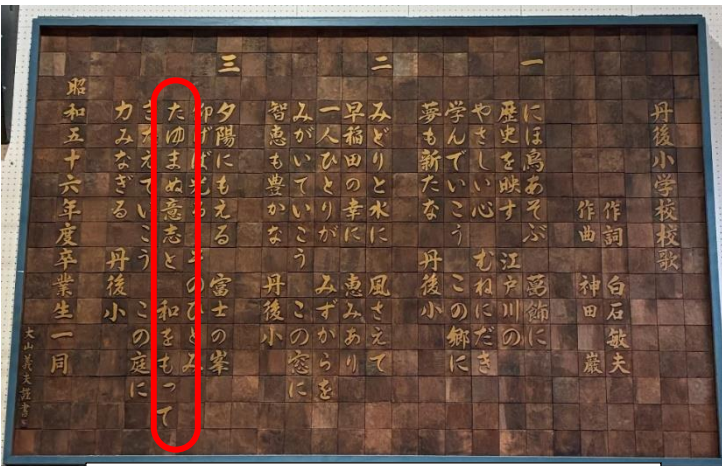 丹後小学校校歌
作詞 白石敏夫
作曲 神田 巌
一
にほ鳥あそぶ 葛飾に
歴史を映す 江戸川の
やさしい心 むねにだき
学んでいこう この郷に
夢も新たな 丹後小
二
みどりと水に 風さえて
早稲田の幸に 恵みあり
一人ひとりが みずからを
みがいていこう この窓に
智恵も豊かな 丹後小
三
夕陽にもえる 富士の峯
仰げば光る そのひとみ
たゆまぬ意志と 和をもって
きたえていこう この庭に
力みなぎる 丹後小
昭和五十六年度卒業生一同